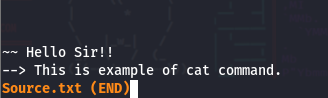 ~~ Hello Sir!!
--> This is example of cat command.
Source.txt (END)